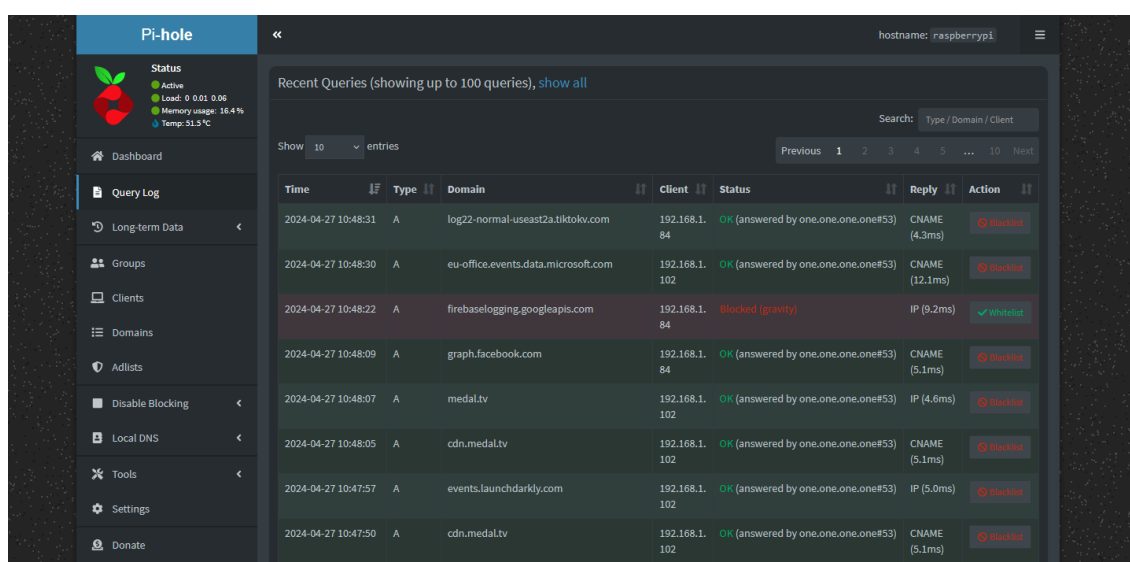 Pi-hole
hostname: raspberrypi
Status
Active
Load: 0 0.01 0.06
Memory usage: 16.4 %
Temp: 51.5 °C
Dashboard
Query Log
Long-term Data
Groups
Clients
Domains
Adlists
Disable Blocking
Local DNS
Tools
Settings
Donate
Recent Queries (showing up to 100 queries), show all
Search: Type / Domain / Client
Show 10 entries
Previous 1 2 3 4 5 ... 10 Next
Time Type Domain Client Status Reply Action
2024-04-27 10:48:31 A log22-normal-useast2a.tiktokv.com 192.168.1. OK (answered by one.one.one.one#53) CNAME Blacklist
84 (4.3ms)
2024-04-27 10:48:30 A eu-office.events.data.microsoft.com 192.168.1. OK (answered by one.one.one.one#53) CNAME Blacklist
102 (12.1ms)
2024-04-27 10:48:22 A firebaselogging.googleapis.com 192.168.1. Blocked (gravity) IP (9.2ms) Whitelist
84
2024-04-27 10:48:09 A graph.facebook.com 192.168.1. OK (answered by one.one.one.one#53) CNAME Blacklist
84 (5.1ms)
2024-04-27 10:48:07 A medal.tv 192.168.1. OK (answered by one.one.one.one#53) IP (4.6ms) Blacklist
102
2024-04-27 10:48:05 A cdn.medal.tv 192.168.1. OK (answered by one.one.one.one#53) CNAME Blacklist
102 (5.1ms)
2024-04-27 10:47:57 A events.launchdarkly.com 192.168.1. OK (answered by one.one.one.one#53) IP (5.0ms) Blacklist
102
2024-04-27 10:47:50 A cdn.medal.tv 192.168.1. OK (answered by one.one.one.one#53) CNAME Blacklist
102 (5.1ms)